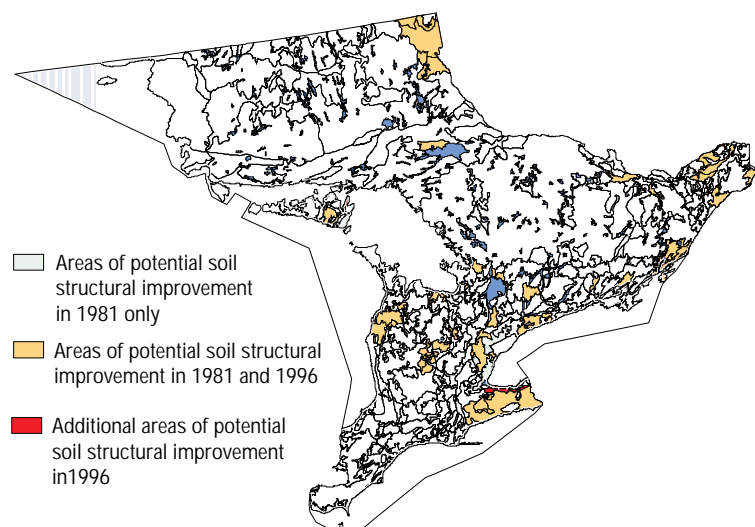 Areas of potential soil
structural improvement
in 1981 only
Areas of potential soil structural
improvement in 1981 and 1996
Additional areas of potential
soil structural improvement
in1996